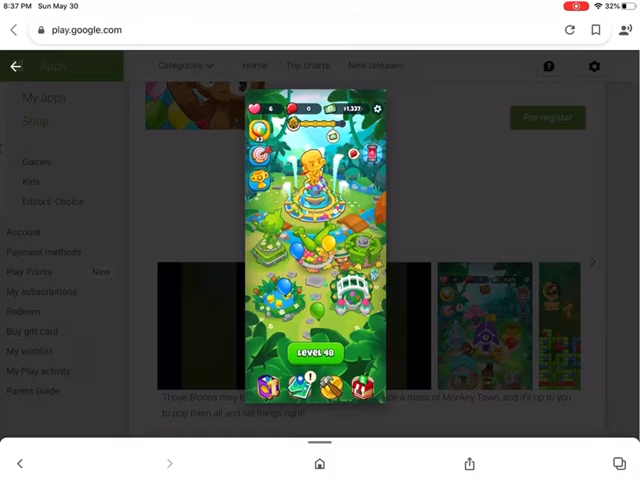 8:37 PM Sun May 30
32%
play.google.com
Apps
Categories
Home
Top charts
New releases
My apps
Shop
Games
Kids
Editors' Choice
Account
Payment methods
Play Points New
My subscriptions
Redeem
Buy gift card
My wishlist
My Play activity
Parent Guide
Pre-register
6
0
11,337
x3
LEVEL 48
!
Those Bloons may
e a mess of Monkey Town, and it's up to you
to pop them all and set things right!